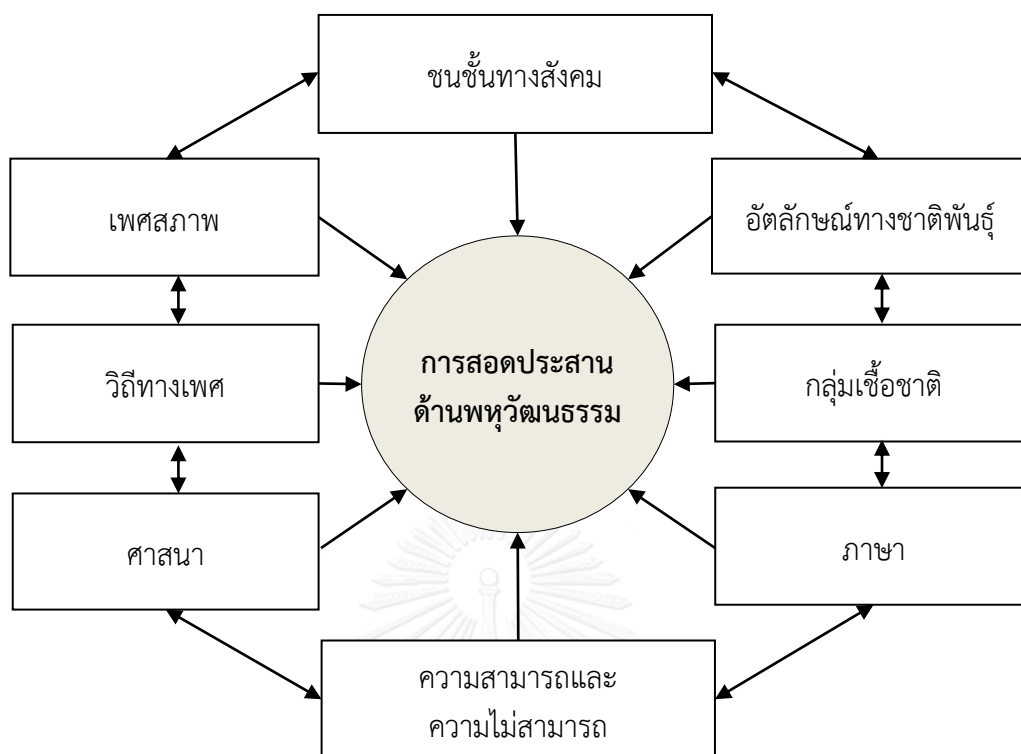 ชนชั้นทางสังคม
เพศสภาพ
อัตลักษณ์ทางชาติพันธุ์
วิถีทางเพศ
การสอดประสาน
ด้านพหุวัฒนธรรม
กลุ่มเชื้อชาติ
ศาสนา
ภาษา
ความสามารถและ
ความไม่สามารถ